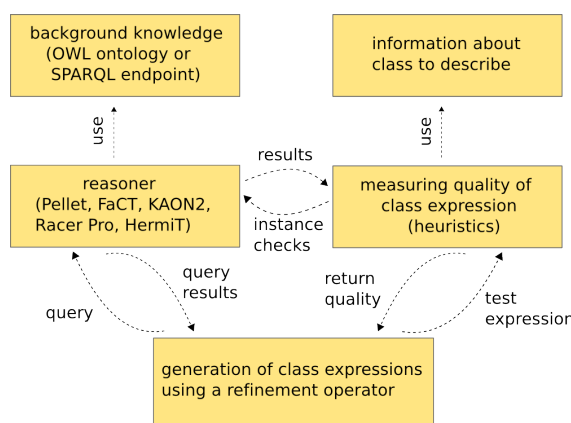 background knowledge
(OWL ontology or
SPARQL endpoint)
information about
class to describe
use
use
reasoner
(Pellet, FaCT, KAON2,
Racer Pro, HermiT)
results
instance
checks
measuring quality of
class expression
(heuristics)
query
query
results
return
quality
test
expression
generation of class expressions
using a refinement operator